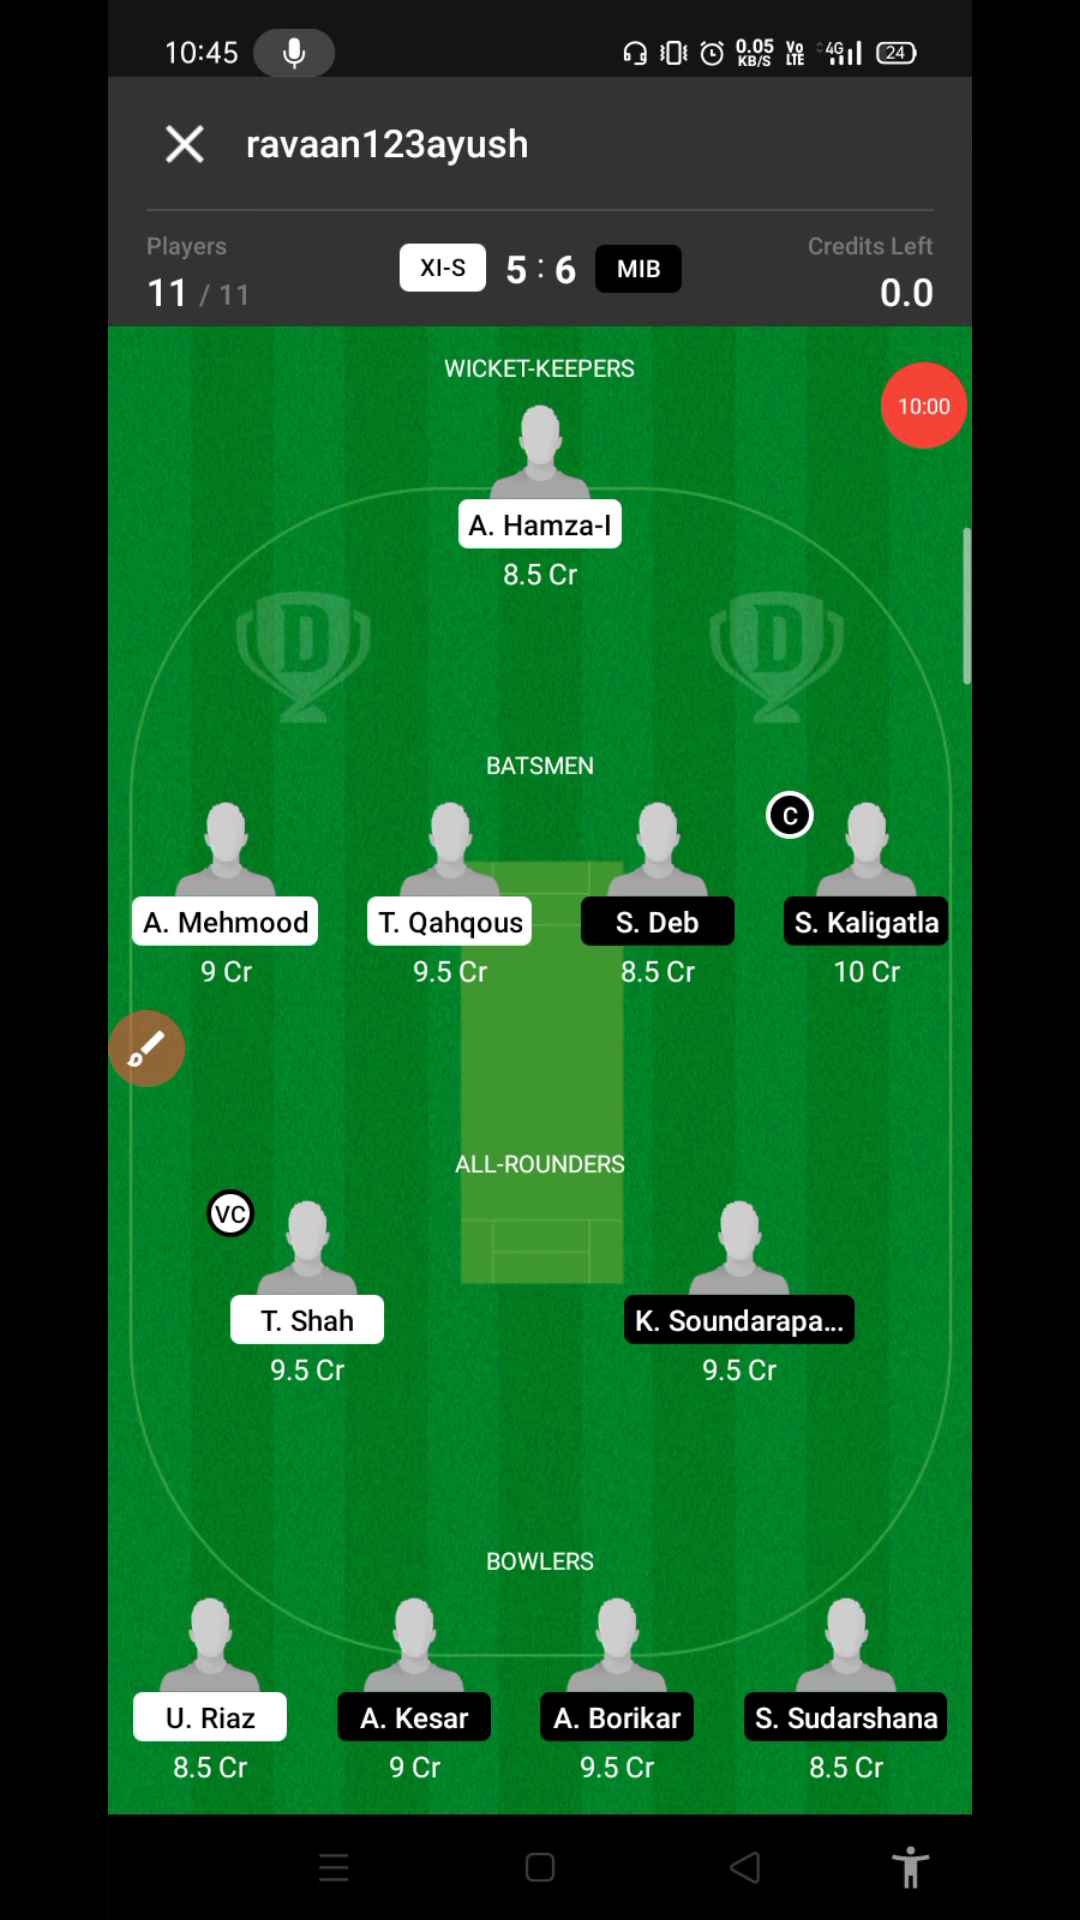 10:45 0.05 KB/S Vo LTE 4G 24
ravaan123ayush
Players Credits Left
11 / 11 XI-S 5 : 6 MIB 0.0
WICKET-KEEPERS
10:00
A. Hamza-I
8.5 Cr
D D
BATSMEN
C
A. Mehmood T. Qahqous S. Deb S. Kaligatla
9 Cr 9.5 Cr 8.5 Cr 10 Cr
ALL-ROUNDERS
VC
T. Shah K. Soundarapa...
9.5 Cr 9.5 Cr
BOWLERS
U. Riaz A. Kesar A. Borikar S. Sudarshana
8.5 Cr 9 Cr 9.5 Cr 8.5 Cr